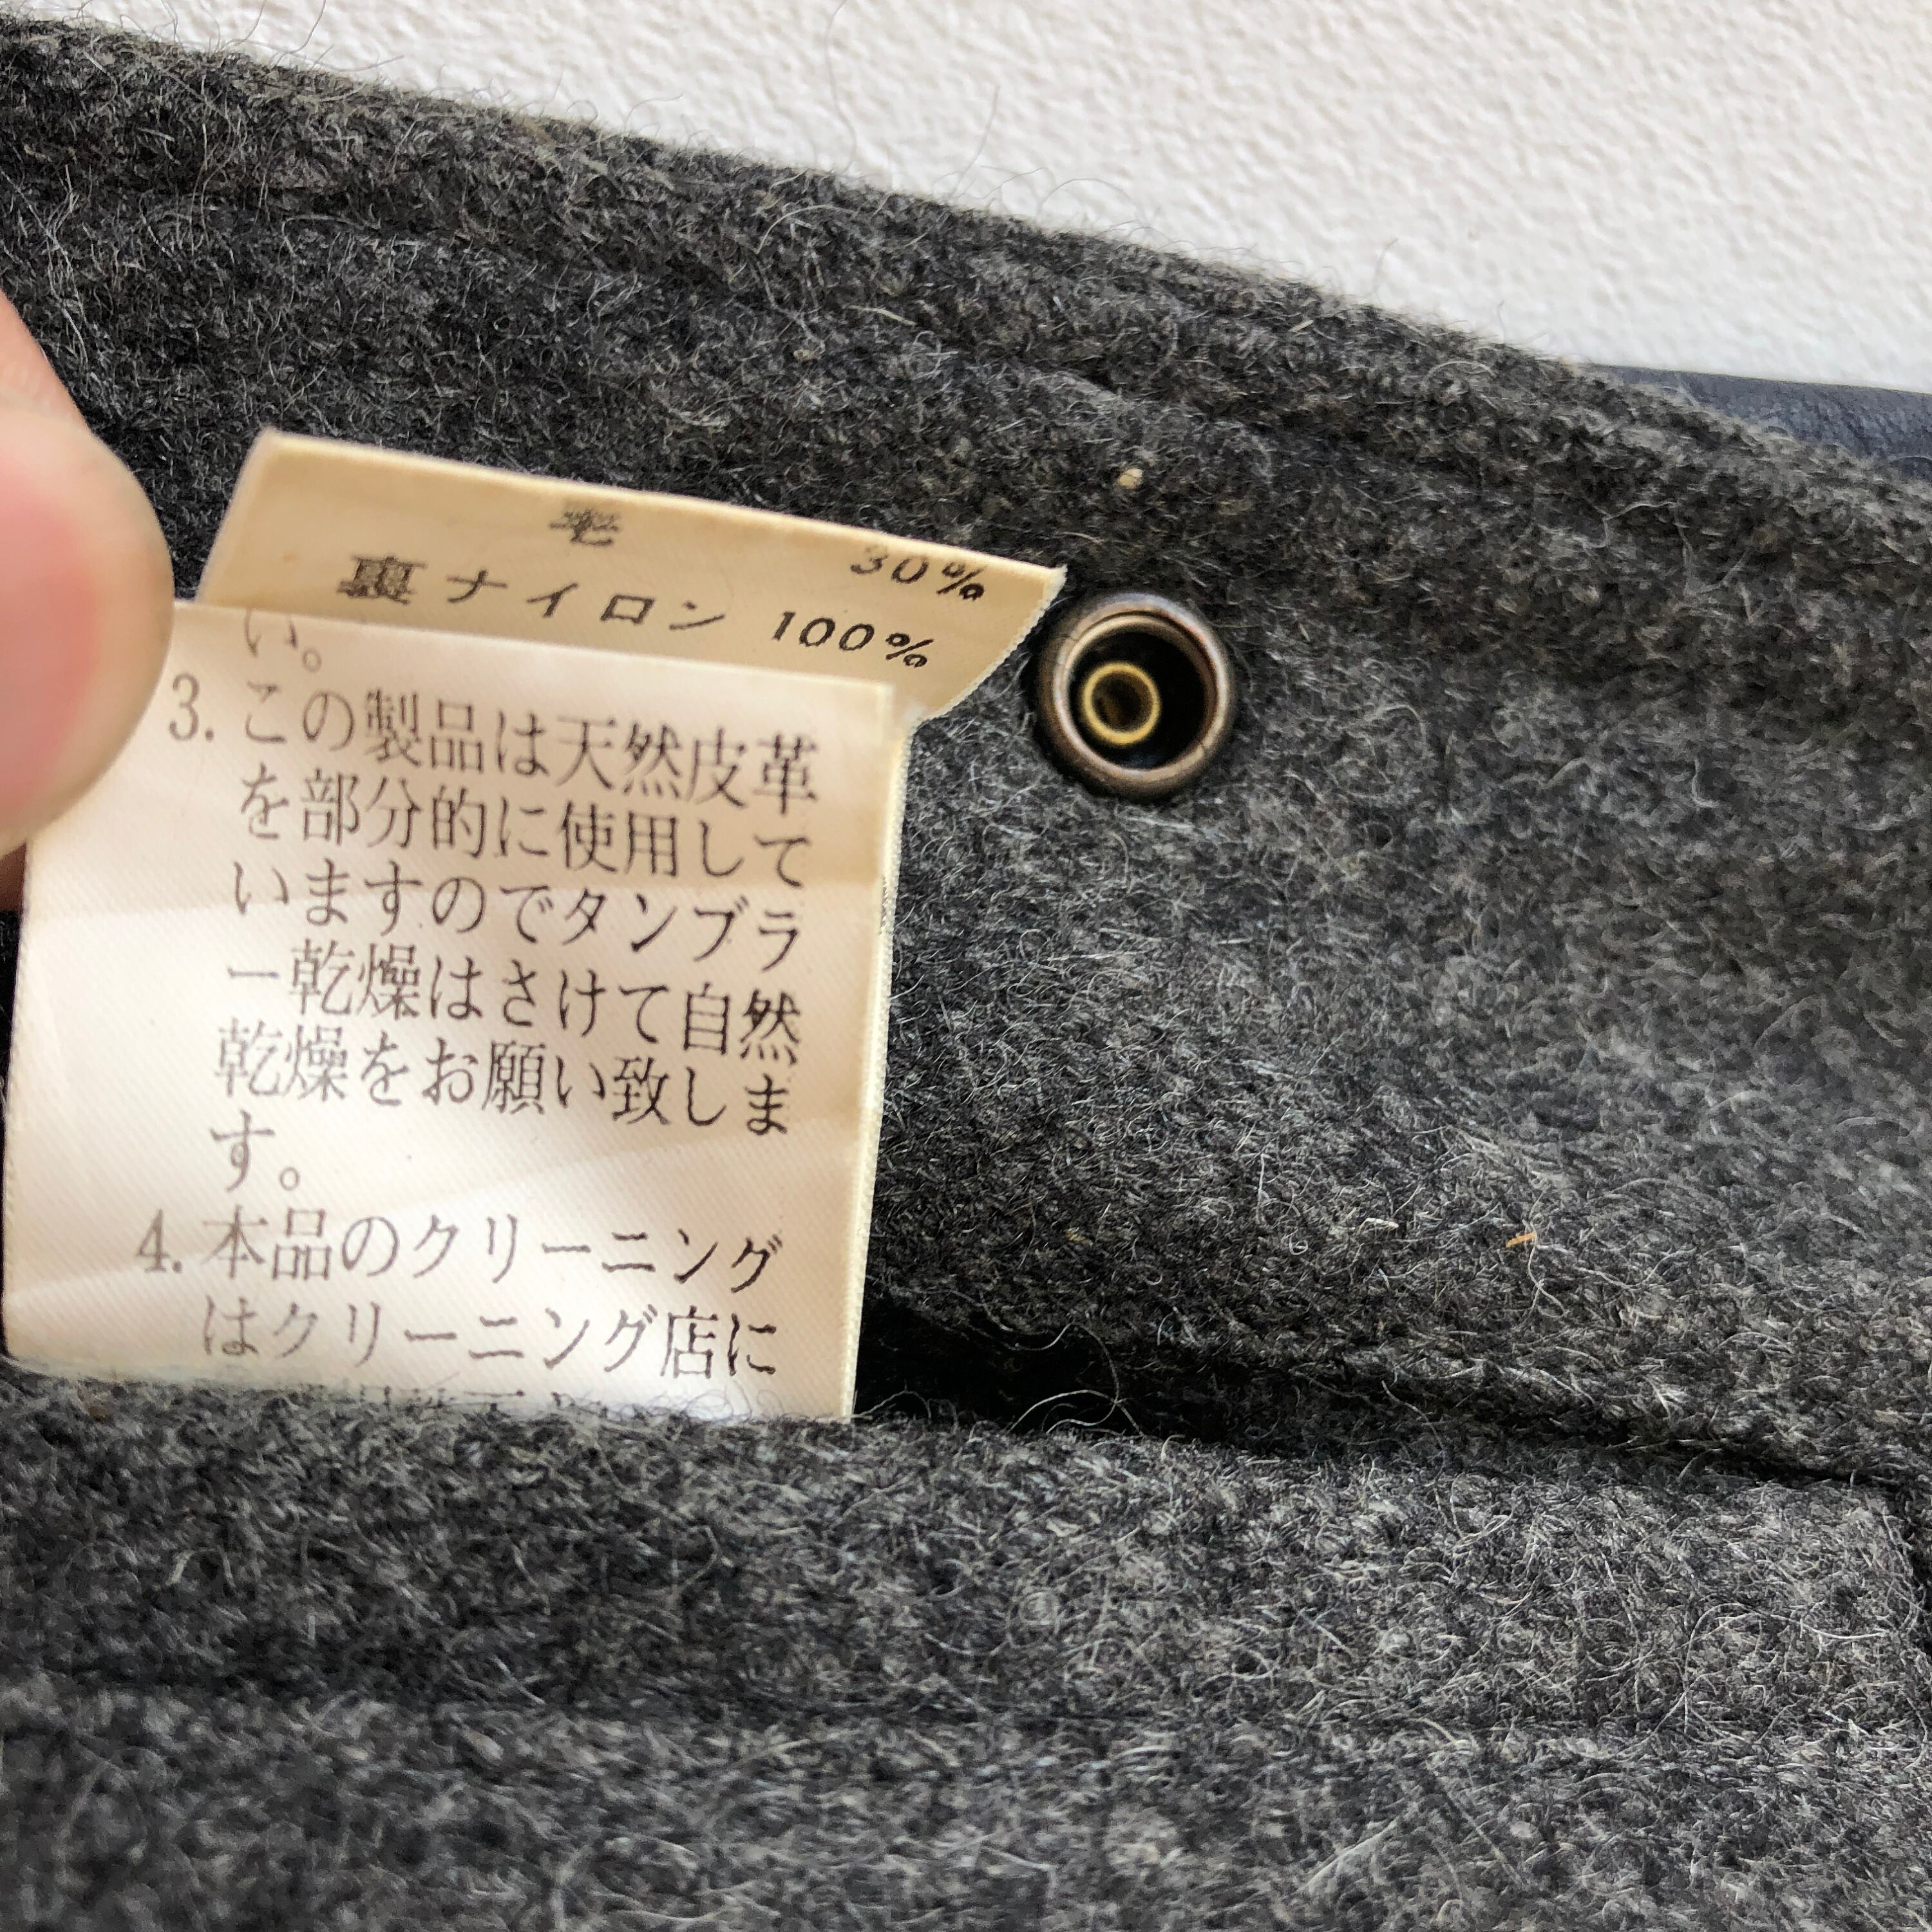 毛 30%
裏ナイロン 100%
い。
3. この製品は天然皮革
を部分的に使用して
いますのでタンブラ
ー乾燥はさけて自然
乾燥をお願い致しま
す。
4. 本品のクリーニング
はクリーニング店に